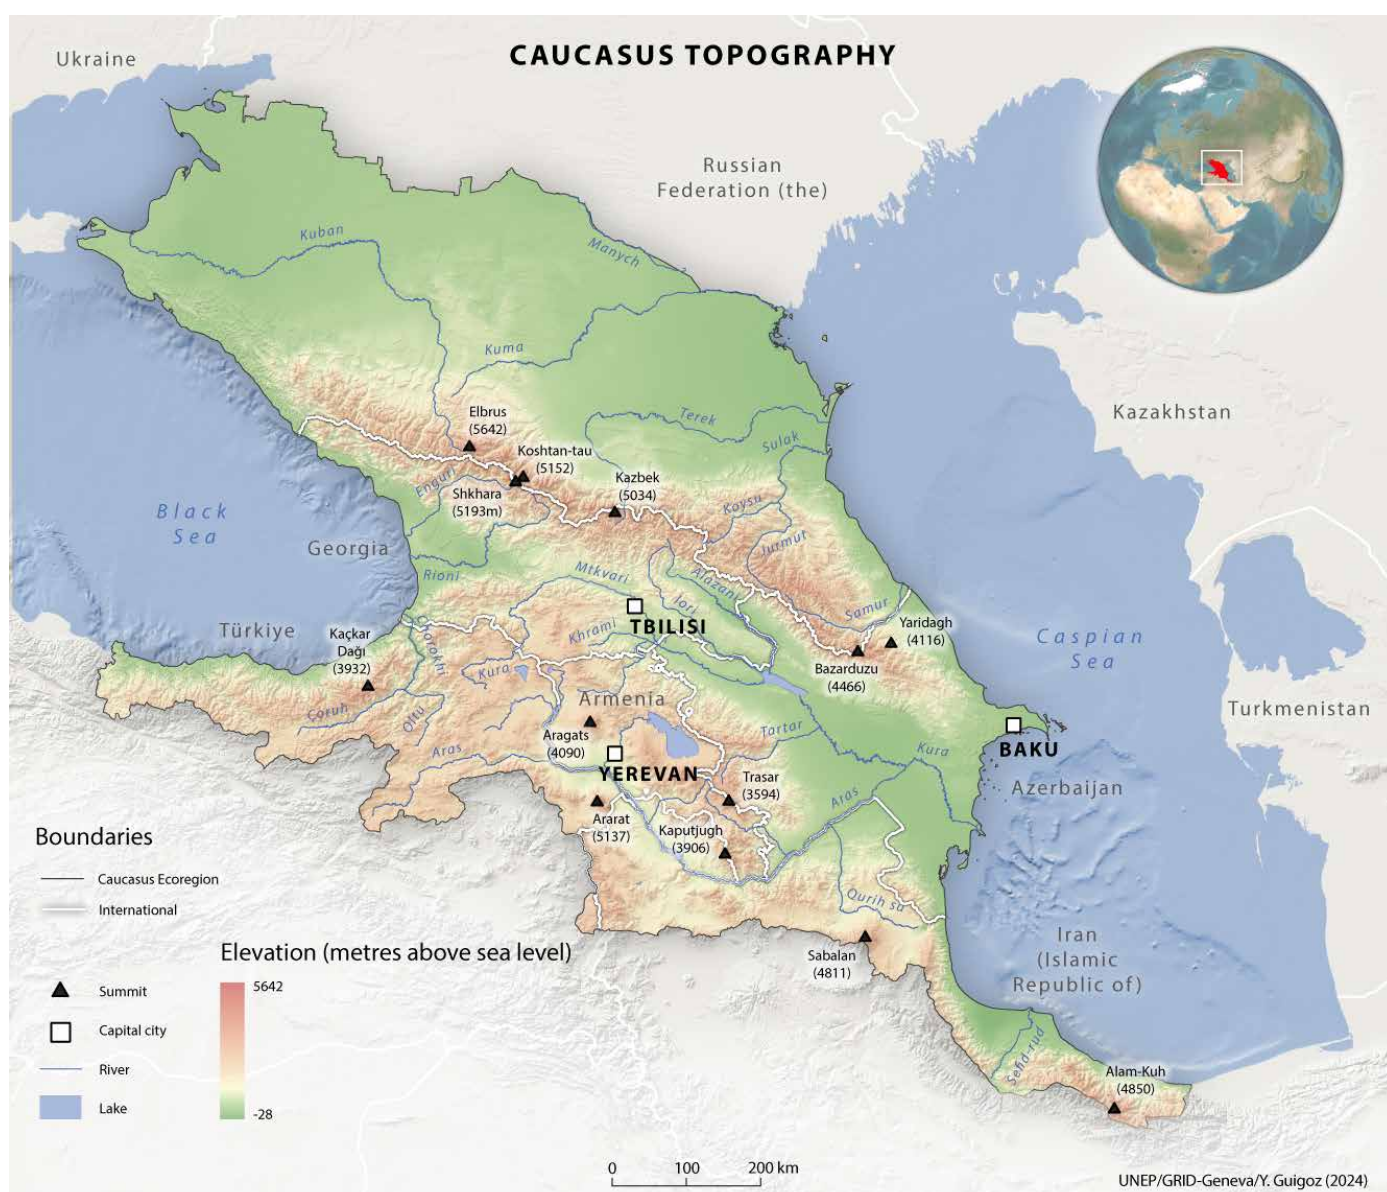 CAUCASUS TOPOGRAPHY
Ukraine
Russian
Federation (the)
Kuban
Manych
Kuma
Kazakhstan
Elbrus
(5642)
Terek
Sulak
Koshtan-tau
(5152)
Enguri
Shkhara
(5193m)
Kazbek
(5034)
Koysu
Black
Sea
Georgia
Jurmut
Rioni
Mtkvari
Alazani
Iori
Samur
TBILISI
Türkiye
Kaçkar
Dağı
(3932)
Khrami
Yaridagh
(4116)
Caspian
Sea
Kura
Bazarduzu
(4466)
Armenia
Çoruh
Oltu
Turkmenistan
Aragats
(4090)
Tartar
Kura
BAKU
Aras
YEREVAN
Trasar
(3594)
Azerbaijan
Aras
Ararat
(5137)
Kaputjugh
(3906)
Boundaries
Caucasus Ecoregion
International
Qurih su
Elevation (metres above sea level)
Sabalan
(4811)
Iran
(Islamic
Republic of)
Summit
5642
Capital city
River
Sefid-rud
Alam-Kuh
(4850)
Lake
-28
0 100 200 km
UNEP/GRID-Geneva/Y. Guigoz (2024)